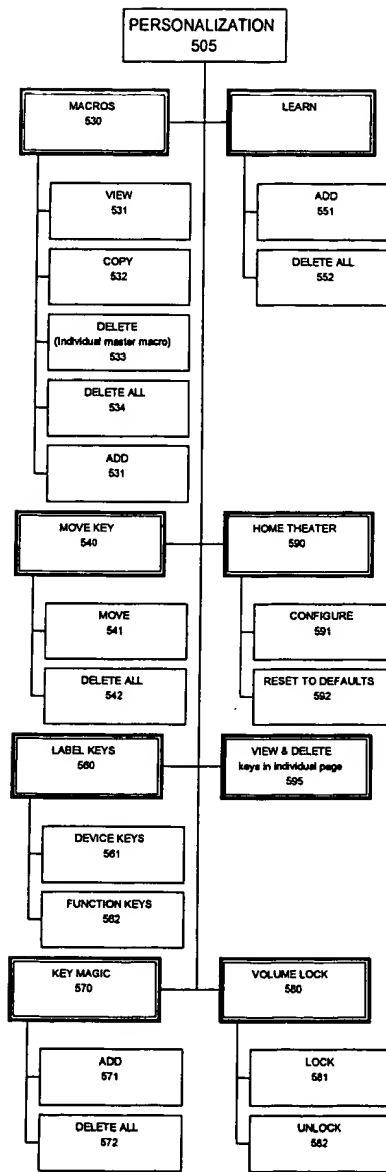 PERSONALIZATION
505
MACROS
530
LEARN
VIEW
531
ADD
551
COPY
532
DELETE ALL
552
DELETE
(Individual master macro)
533
DELETE ALL
534
ADD
531
MOVE KEY
540
HOME THEATER
590
MOVE
541
CONFIGURE
591
DELETE ALL
542
RESET TO DEFAULTS
592
LABEL KEYS
560
VIEW & DELETE
keys in individual page
595
DEVICE KEYS
561
FUNCTION KEYS
562
KEY MAGIC
570
VOLUME LOCK
580
ADD
571
LOCK
581
DELETE ALL
572
UNLOCK
582